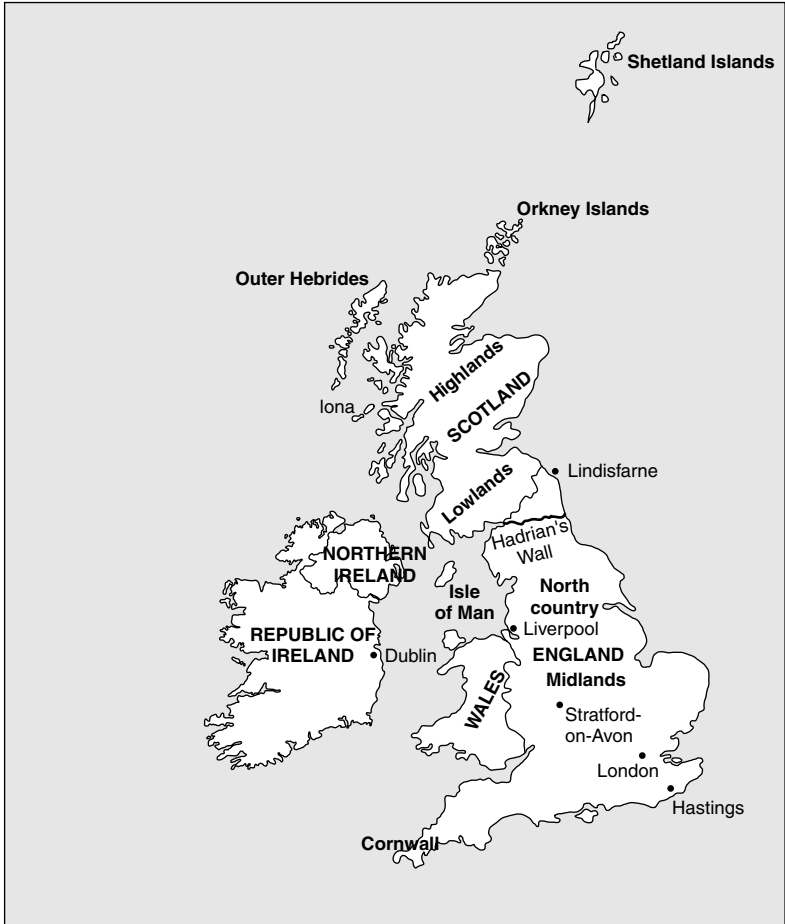 Shetland Islands
Orkney Islands
Outer Hebrides
Highlands
SCOTLAND
Iona
Lindisfarne
Lowlands
Hadrian's
Wall
NORTHERN
IRELAND
Isle
of Man
North
country
Liverpool
REPUBLIC OF
IRELAND
Dublin
ENGLAND
Midlands
WALES
Stratford-
on-Avon
London
Hastings
Cornwall